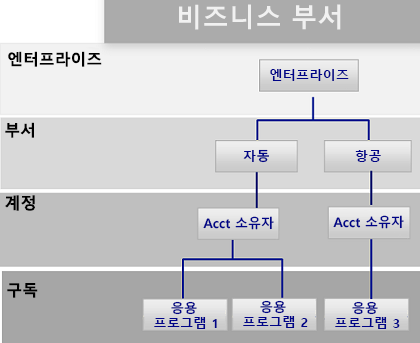 비즈니스 부서
엔터프라이즈
엔터프라이즈
부서
자동 항공
계정
Acct 소유자 Acct 소유자
구독
응용 응용 응용
프로그램 1 프로그램 2 프로그램 3